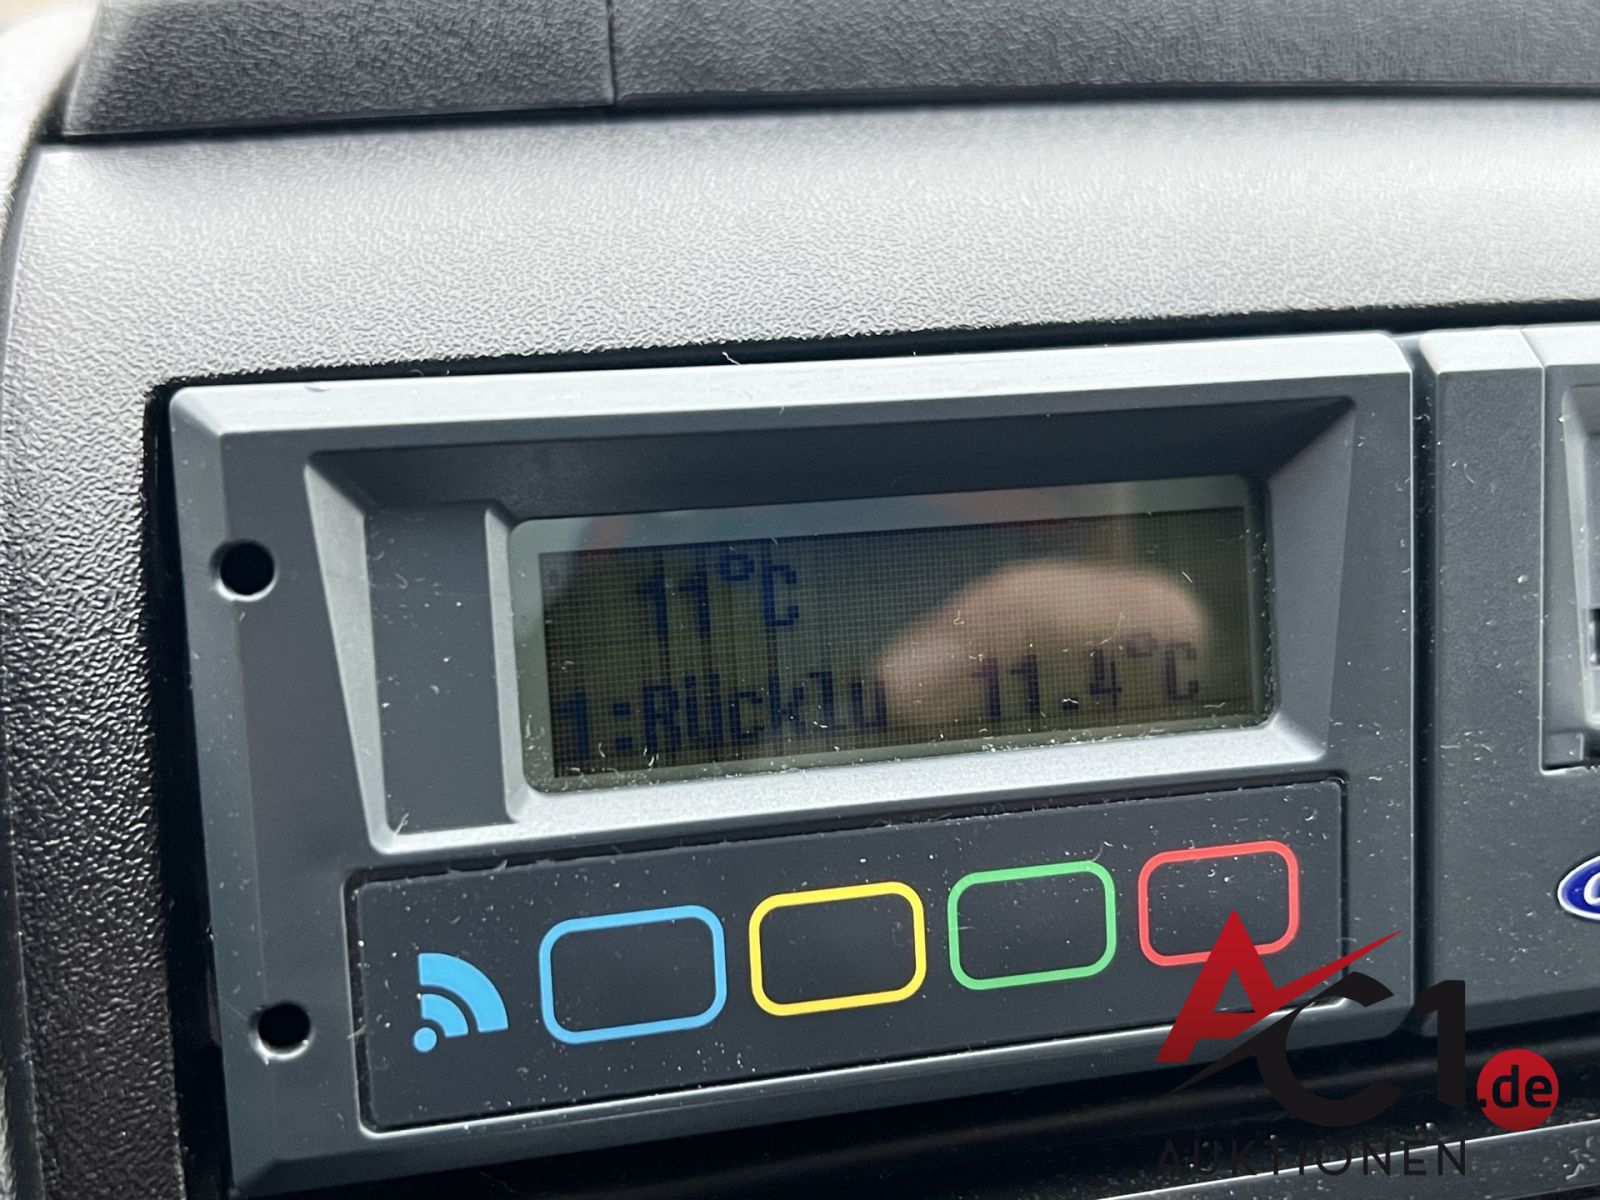 11°C
1:Rücklu 11.4°C
AC1.de
AUKTIONEN